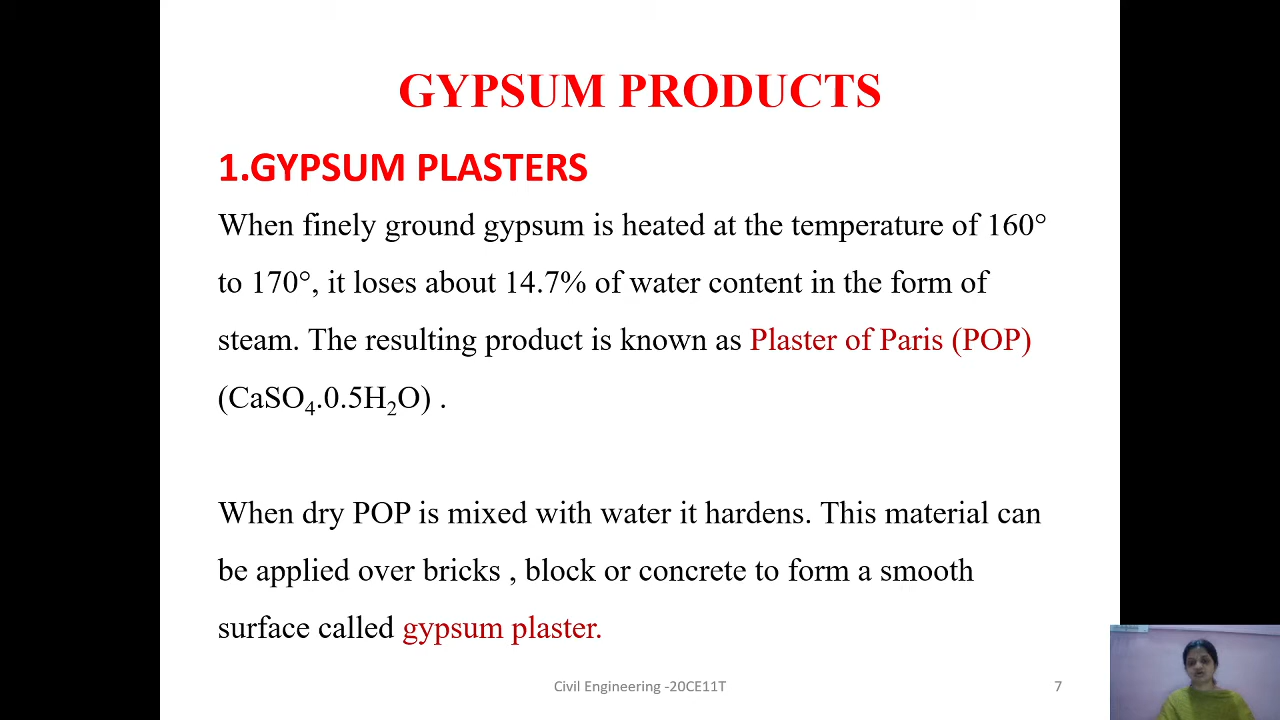 GYPSUM PRODUCTS
1.GYPSUM PLASTERS
When finely ground gypsum is heated at the temperature of 160°
to 170°, it loses about 14.7% of water content in the form of
steam. The resulting product is known as Plaster of Paris (POP)
(CaSO₄.0.5H₂O) .
When dry POP is mixed with water it hardens. This material can
be applied over bricks , block or concrete to form a smooth
surface called gypsum plaster.
Civil Engineering -20CE11T
7